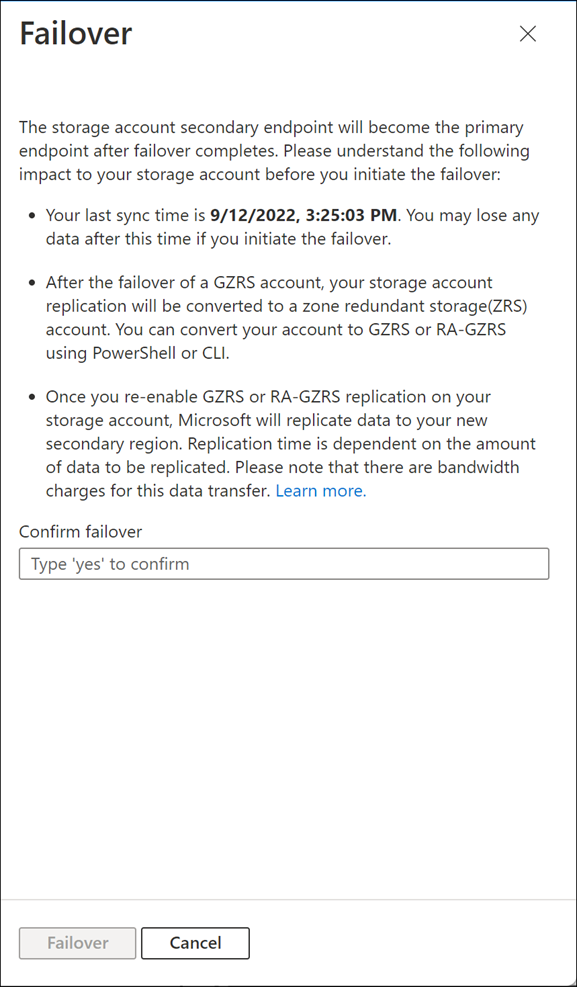 Failover
The storage account secondary endpoint will become the primary
endpoint after failover completes. Please understand the following
impact to your storage account before you initiate the failover:
• Your last sync time is 9/12/2022, 3:25:03 PM. You may lose any
data after this time if you initiate the failover.
• After the failover of a GZRS account, your storage account
replication will be converted to a zone redundant storage(ZRS)
account. You can convert your account to GZRS or RA-GZRS
using PowerShell or CLI.
• Once you re-enable GZRS or RA-GZRS replication on your
storage account, Microsoft will replicate data to your new
secondary region. Replication time is dependent on the amount
of data to be replicated. Please note that there are bandwidth
charges for this data transfer. Learn more.
Confirm failover
Type 'yes' to confirm
Failover Cancel